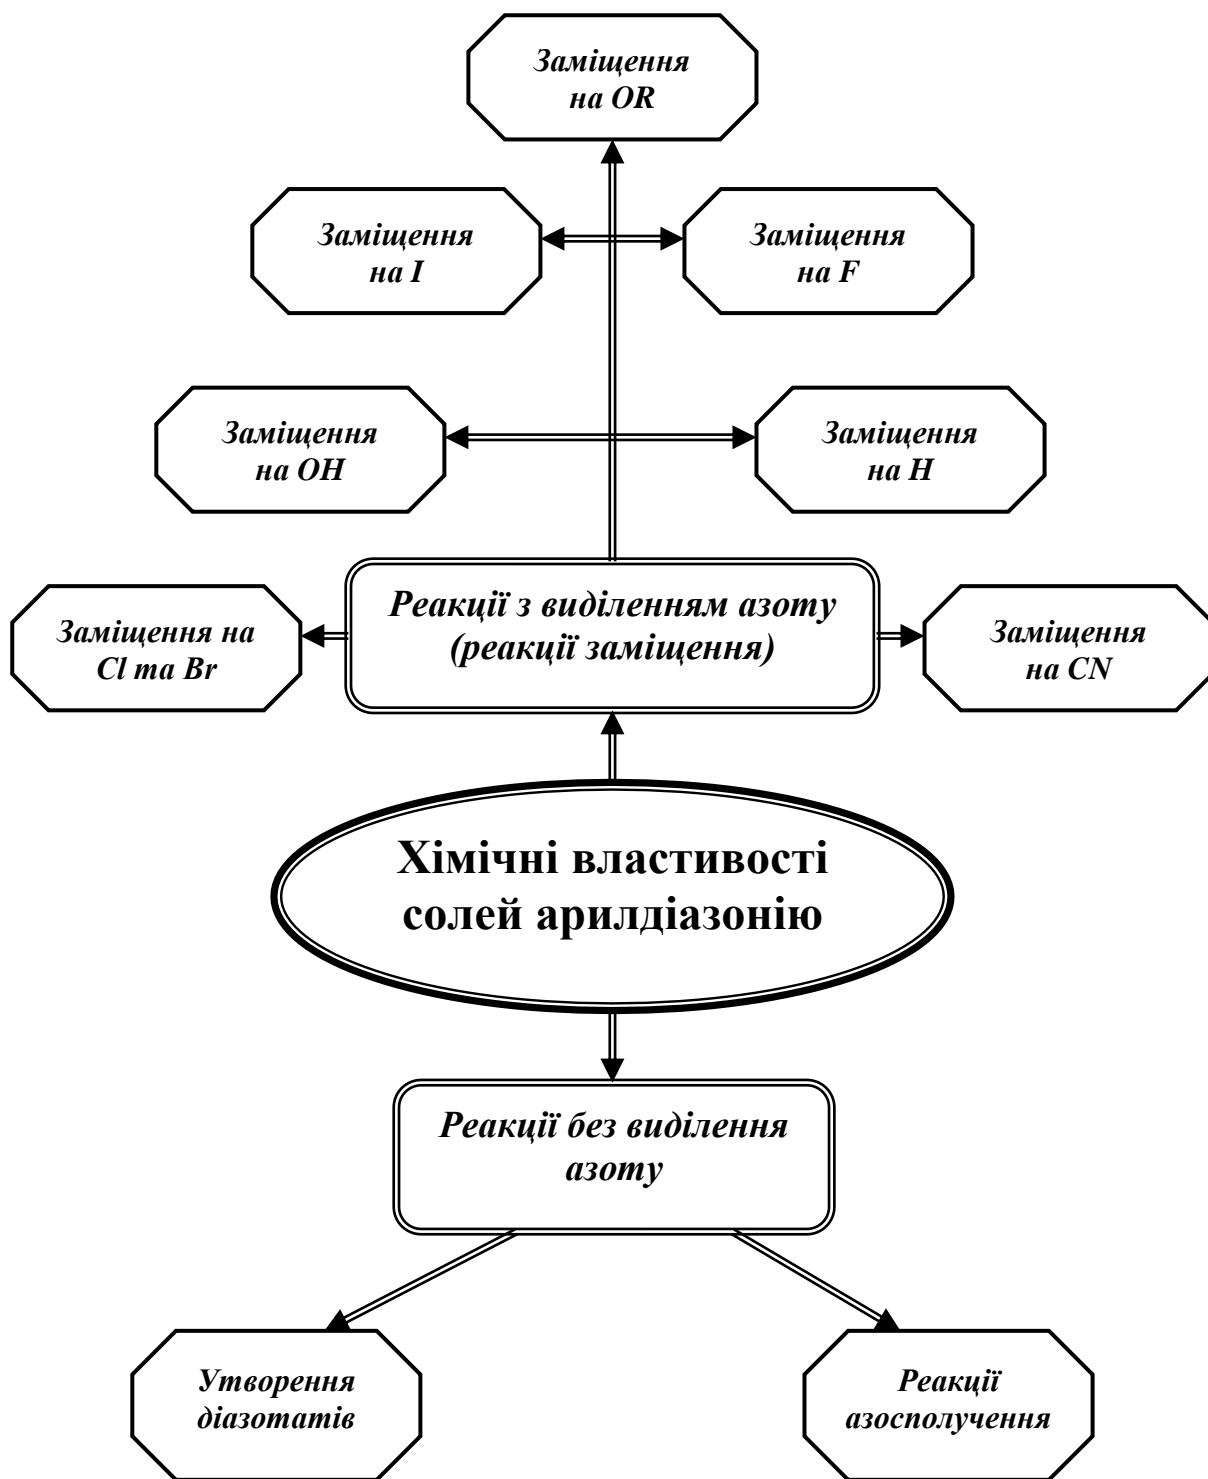 Заміщення
на OR
Заміщення
на I
Заміщення
на F
Заміщення
на OH
Заміщення
на H
Реакції з виділенням азоту
(реакції заміщення)
Заміщення на
Cl та Br
Заміщення
на CN
Хімічні властивості
солей арилдіазонію
Реакції без виділення
азоту
Утворення
діазотатів
Реакції
азосполучення